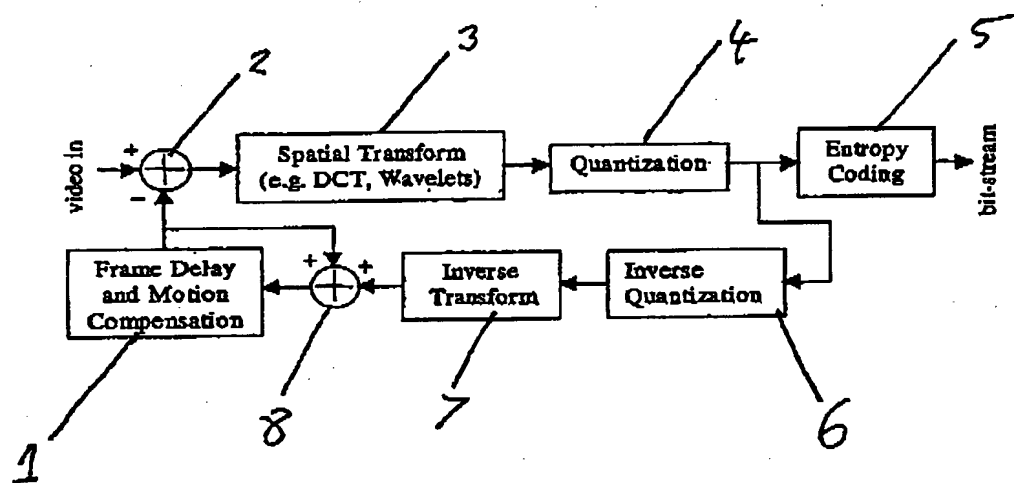 3
4
5
2
video in
+
−
Spatial Transform
(e.g. DCT, Wavelets)
Quantization
Entropy
Coding
bit-stream
Frame Delay
and Motion
Compensation
+
+
Inverse
Transform
Inverse
Quantization
1
8
7
6